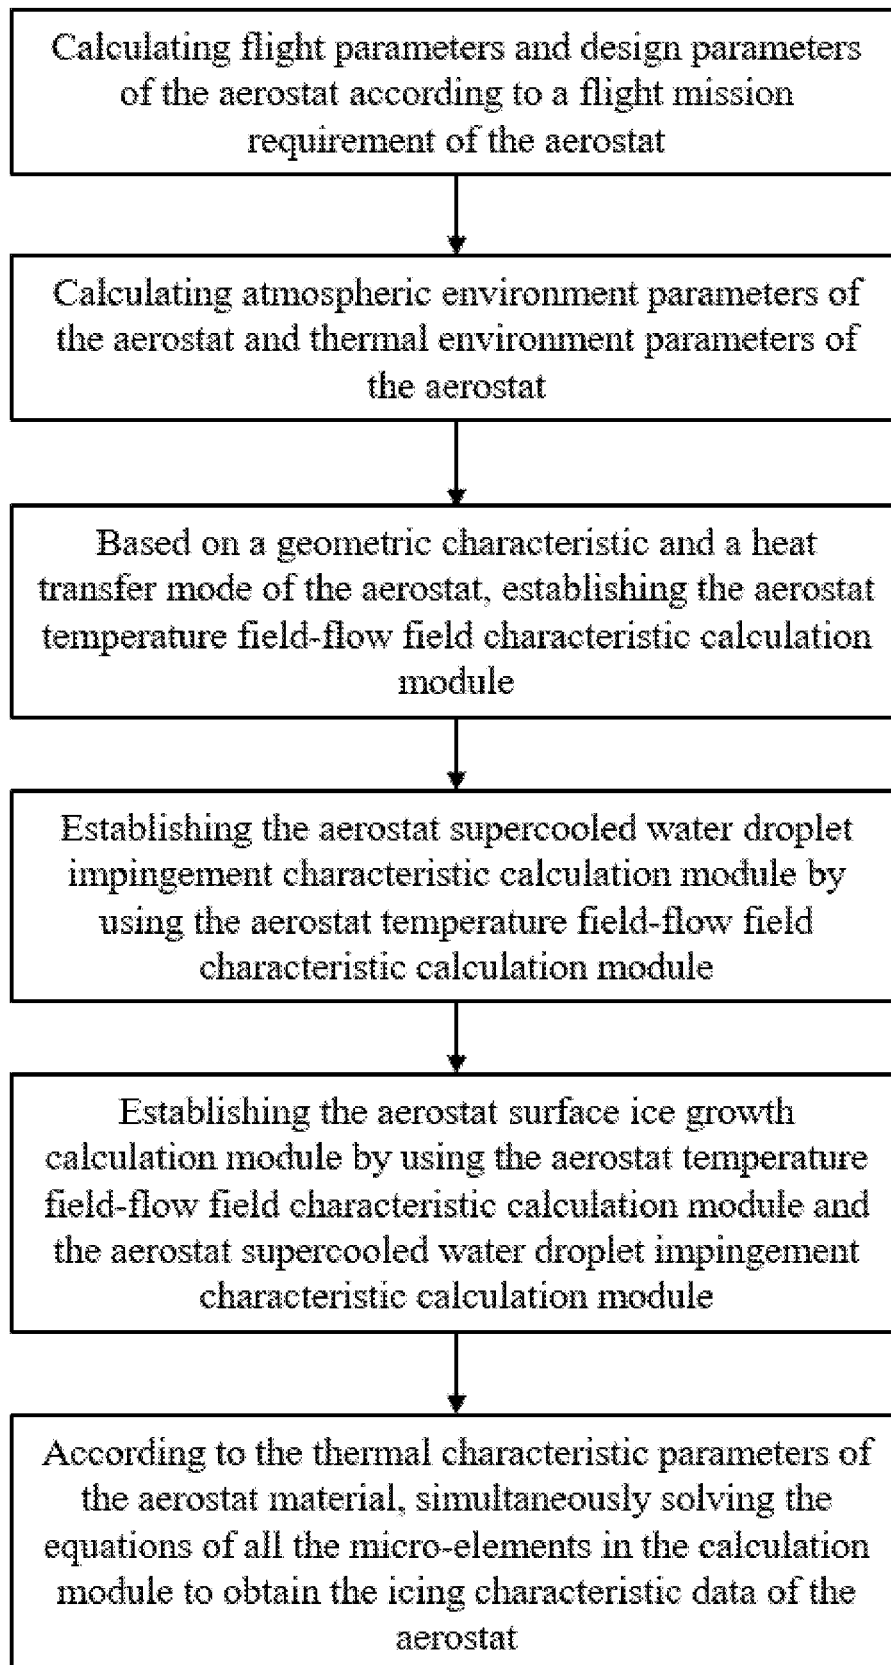 Calculating flight parameters and design parameters
of the aerostat according to a flight mission
requirement of the aerostat
Calculating atmospheric environment parameters of
the aerostat and thermal environment parameters of
the aerostat
Based on a geometric characteristic and a heat
transfer mode of the aerostat, establishing the aerostat
temperature field-flow field characteristic calculation
module
Establishing the aerostat supercooled water droplet
impingement characteristic calculation module by
using the aerostat temperature field-flow field
characteristic calculation module
Establishing the aerostat surface ice growth
calculation module by using the aerostat temperature
field-flow field characteristic calculation module and
the aerostat supercooled water droplet impingement
characteristic calculation module
According to the thermal characteristic parameters of
the aerostat material, simultaneously solving the
equations of all the micro-elements in the calculation
module to obtain the icing characteristic data of the
aerostat